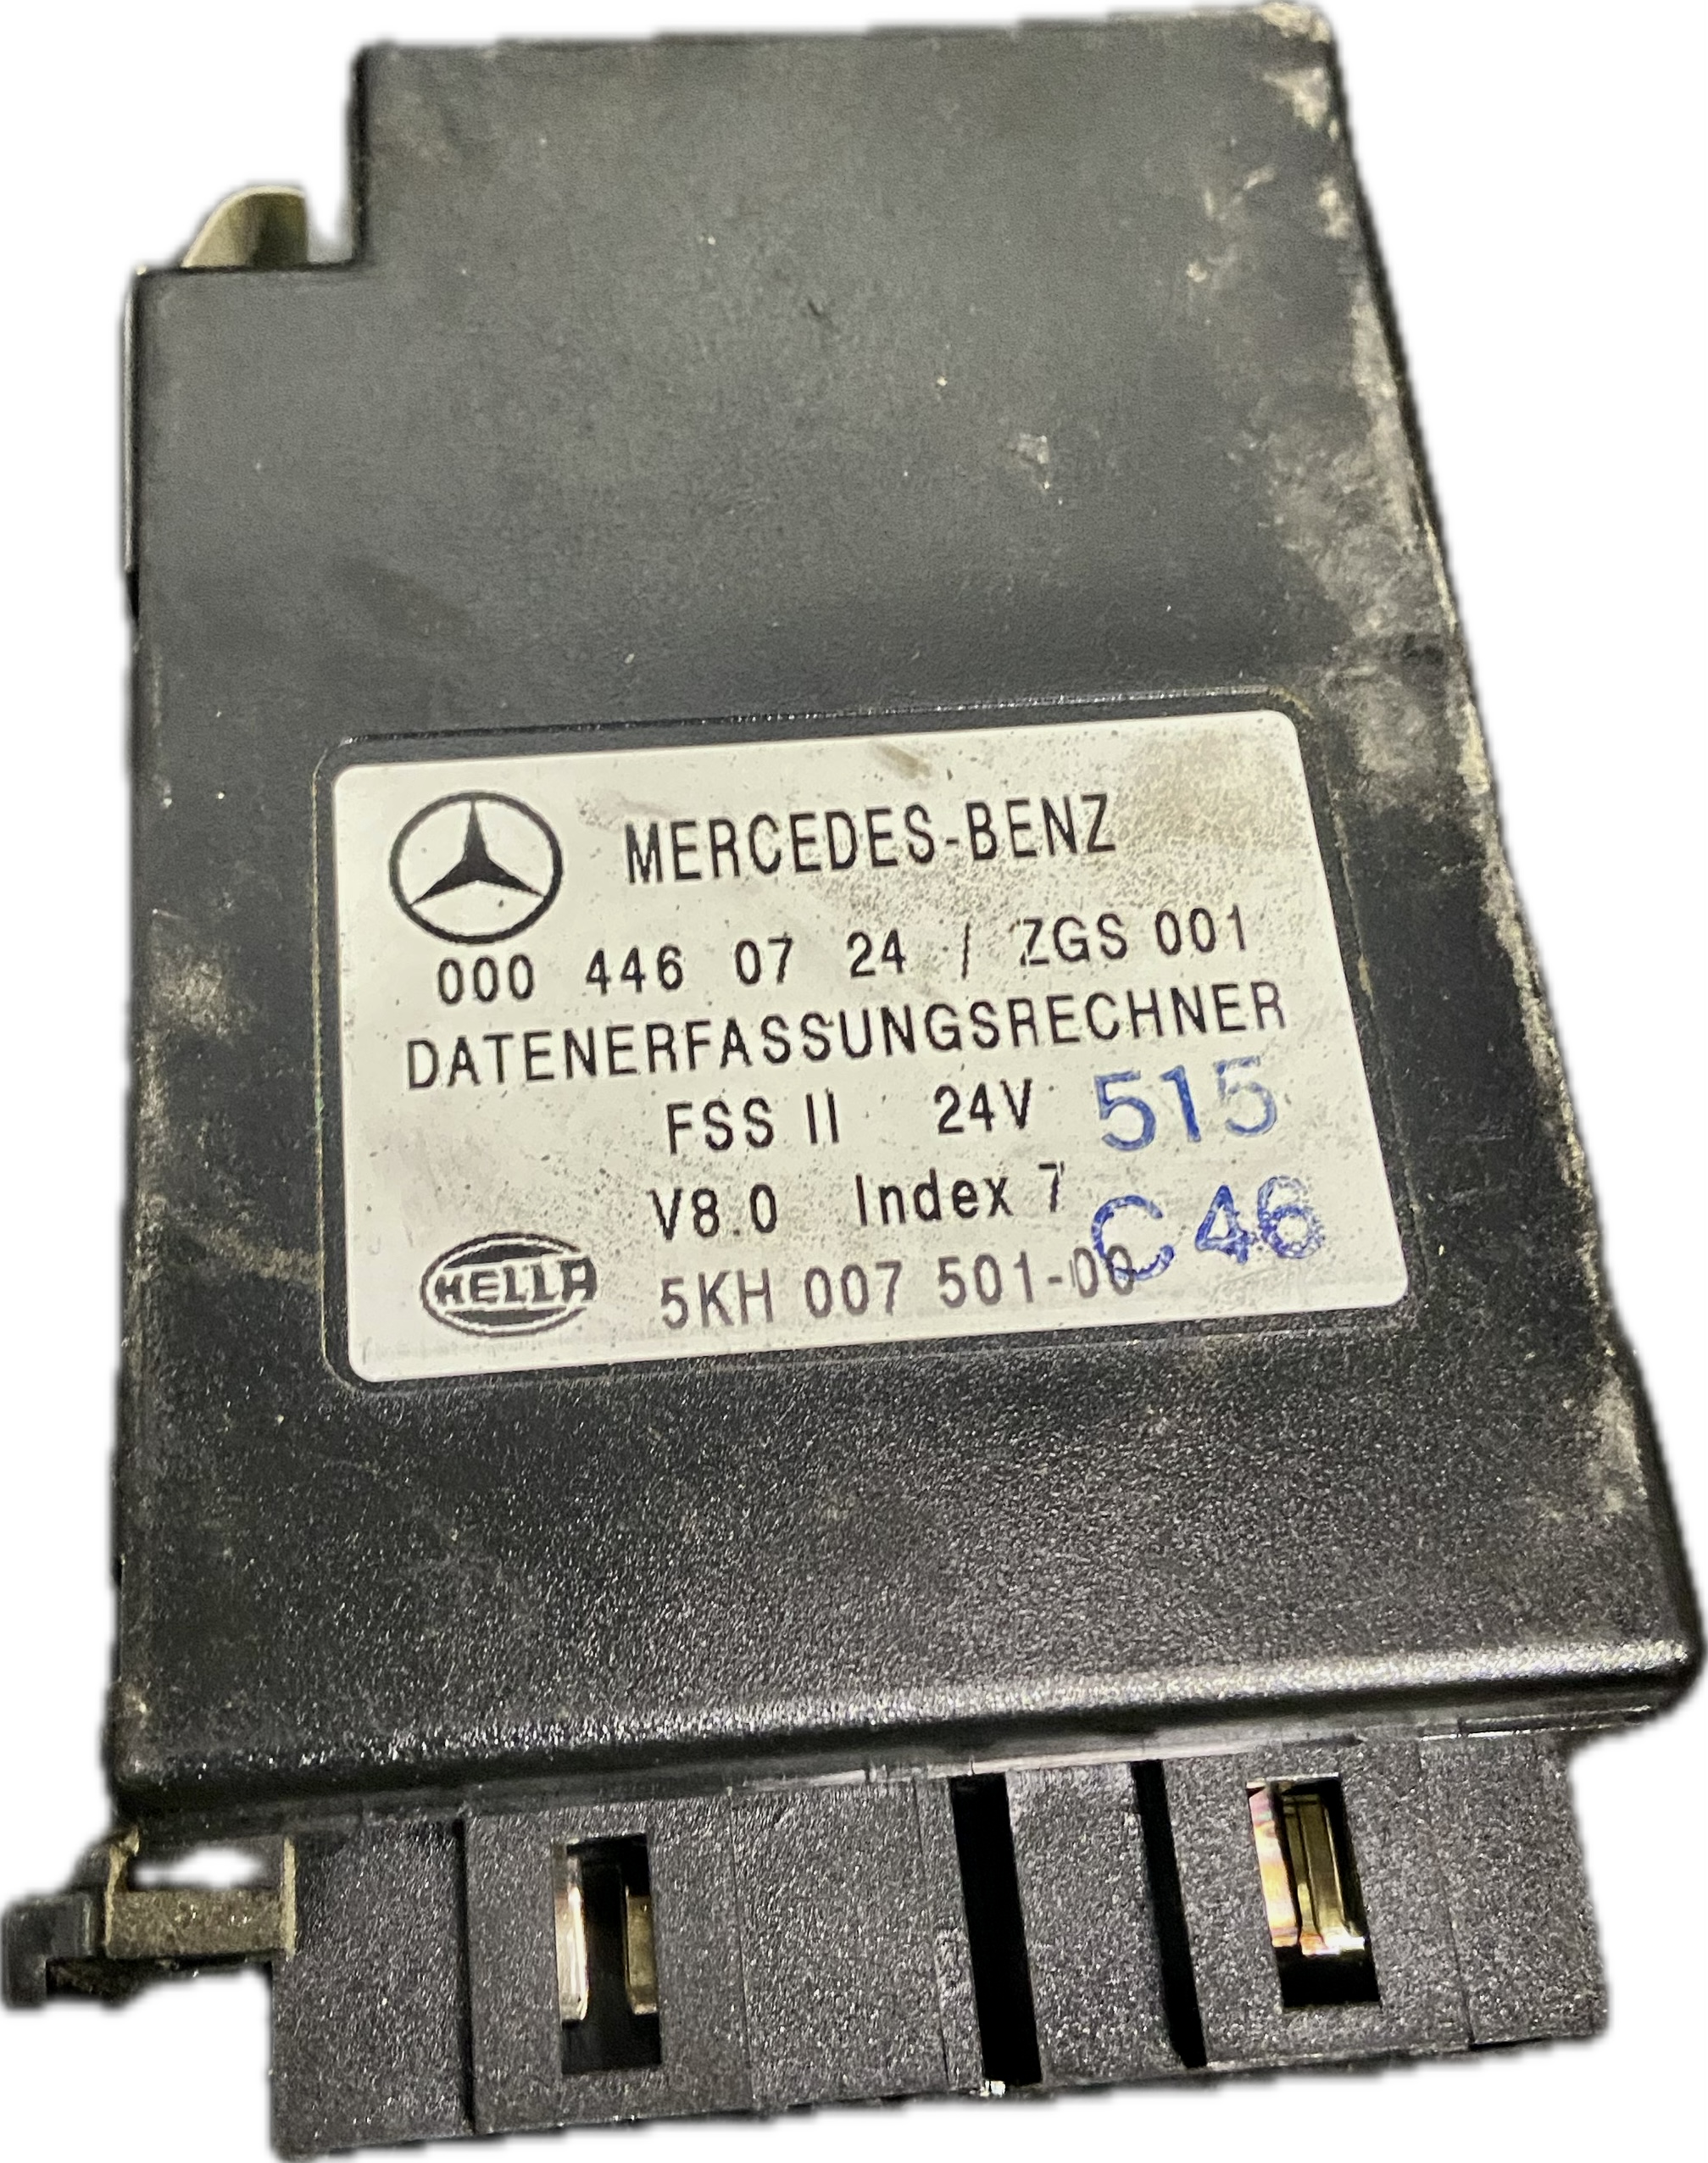 MERCEDES-BENZ
000 446 07 24 / ZGS 001
DATENERFASSUNGSRECHNER
FSS II 24V 515
V8.0 Index 7 C46
HELLA 5KH 007 501-00